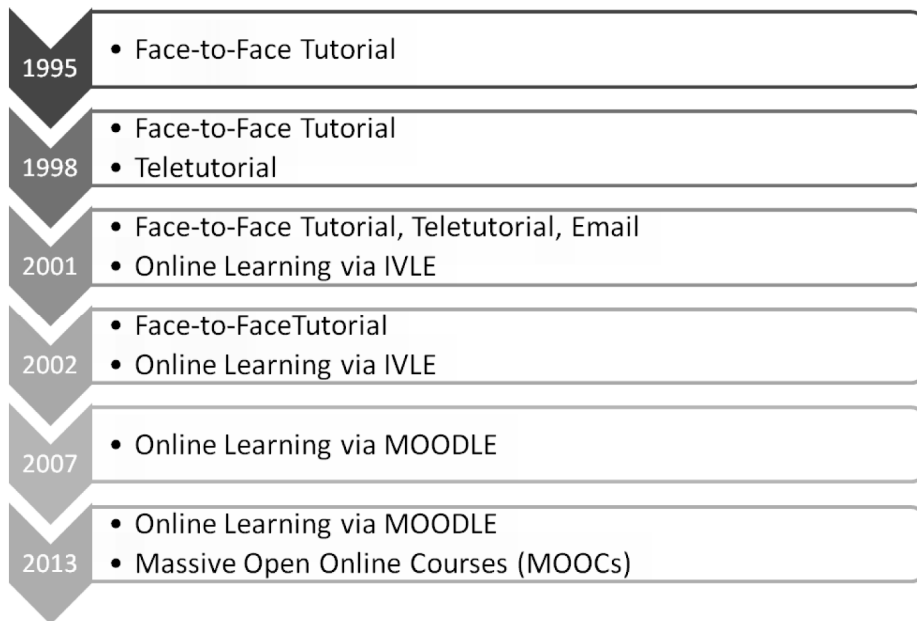 1995
• Face-to-Face Tutorial
1998
• Face-to-Face Tutorial
• Teletutorial
2001
• Face-to-Face Tutorial, Teletutorial, Email
• Online Learning via IVLE
2002
• Face-to-FaceTutorial
• Online Learning via IVLE
2007
• Online Learning via MOODLE
2013
• Online Learning via MOODLE
• Massive Open Online Courses (MOOCs)